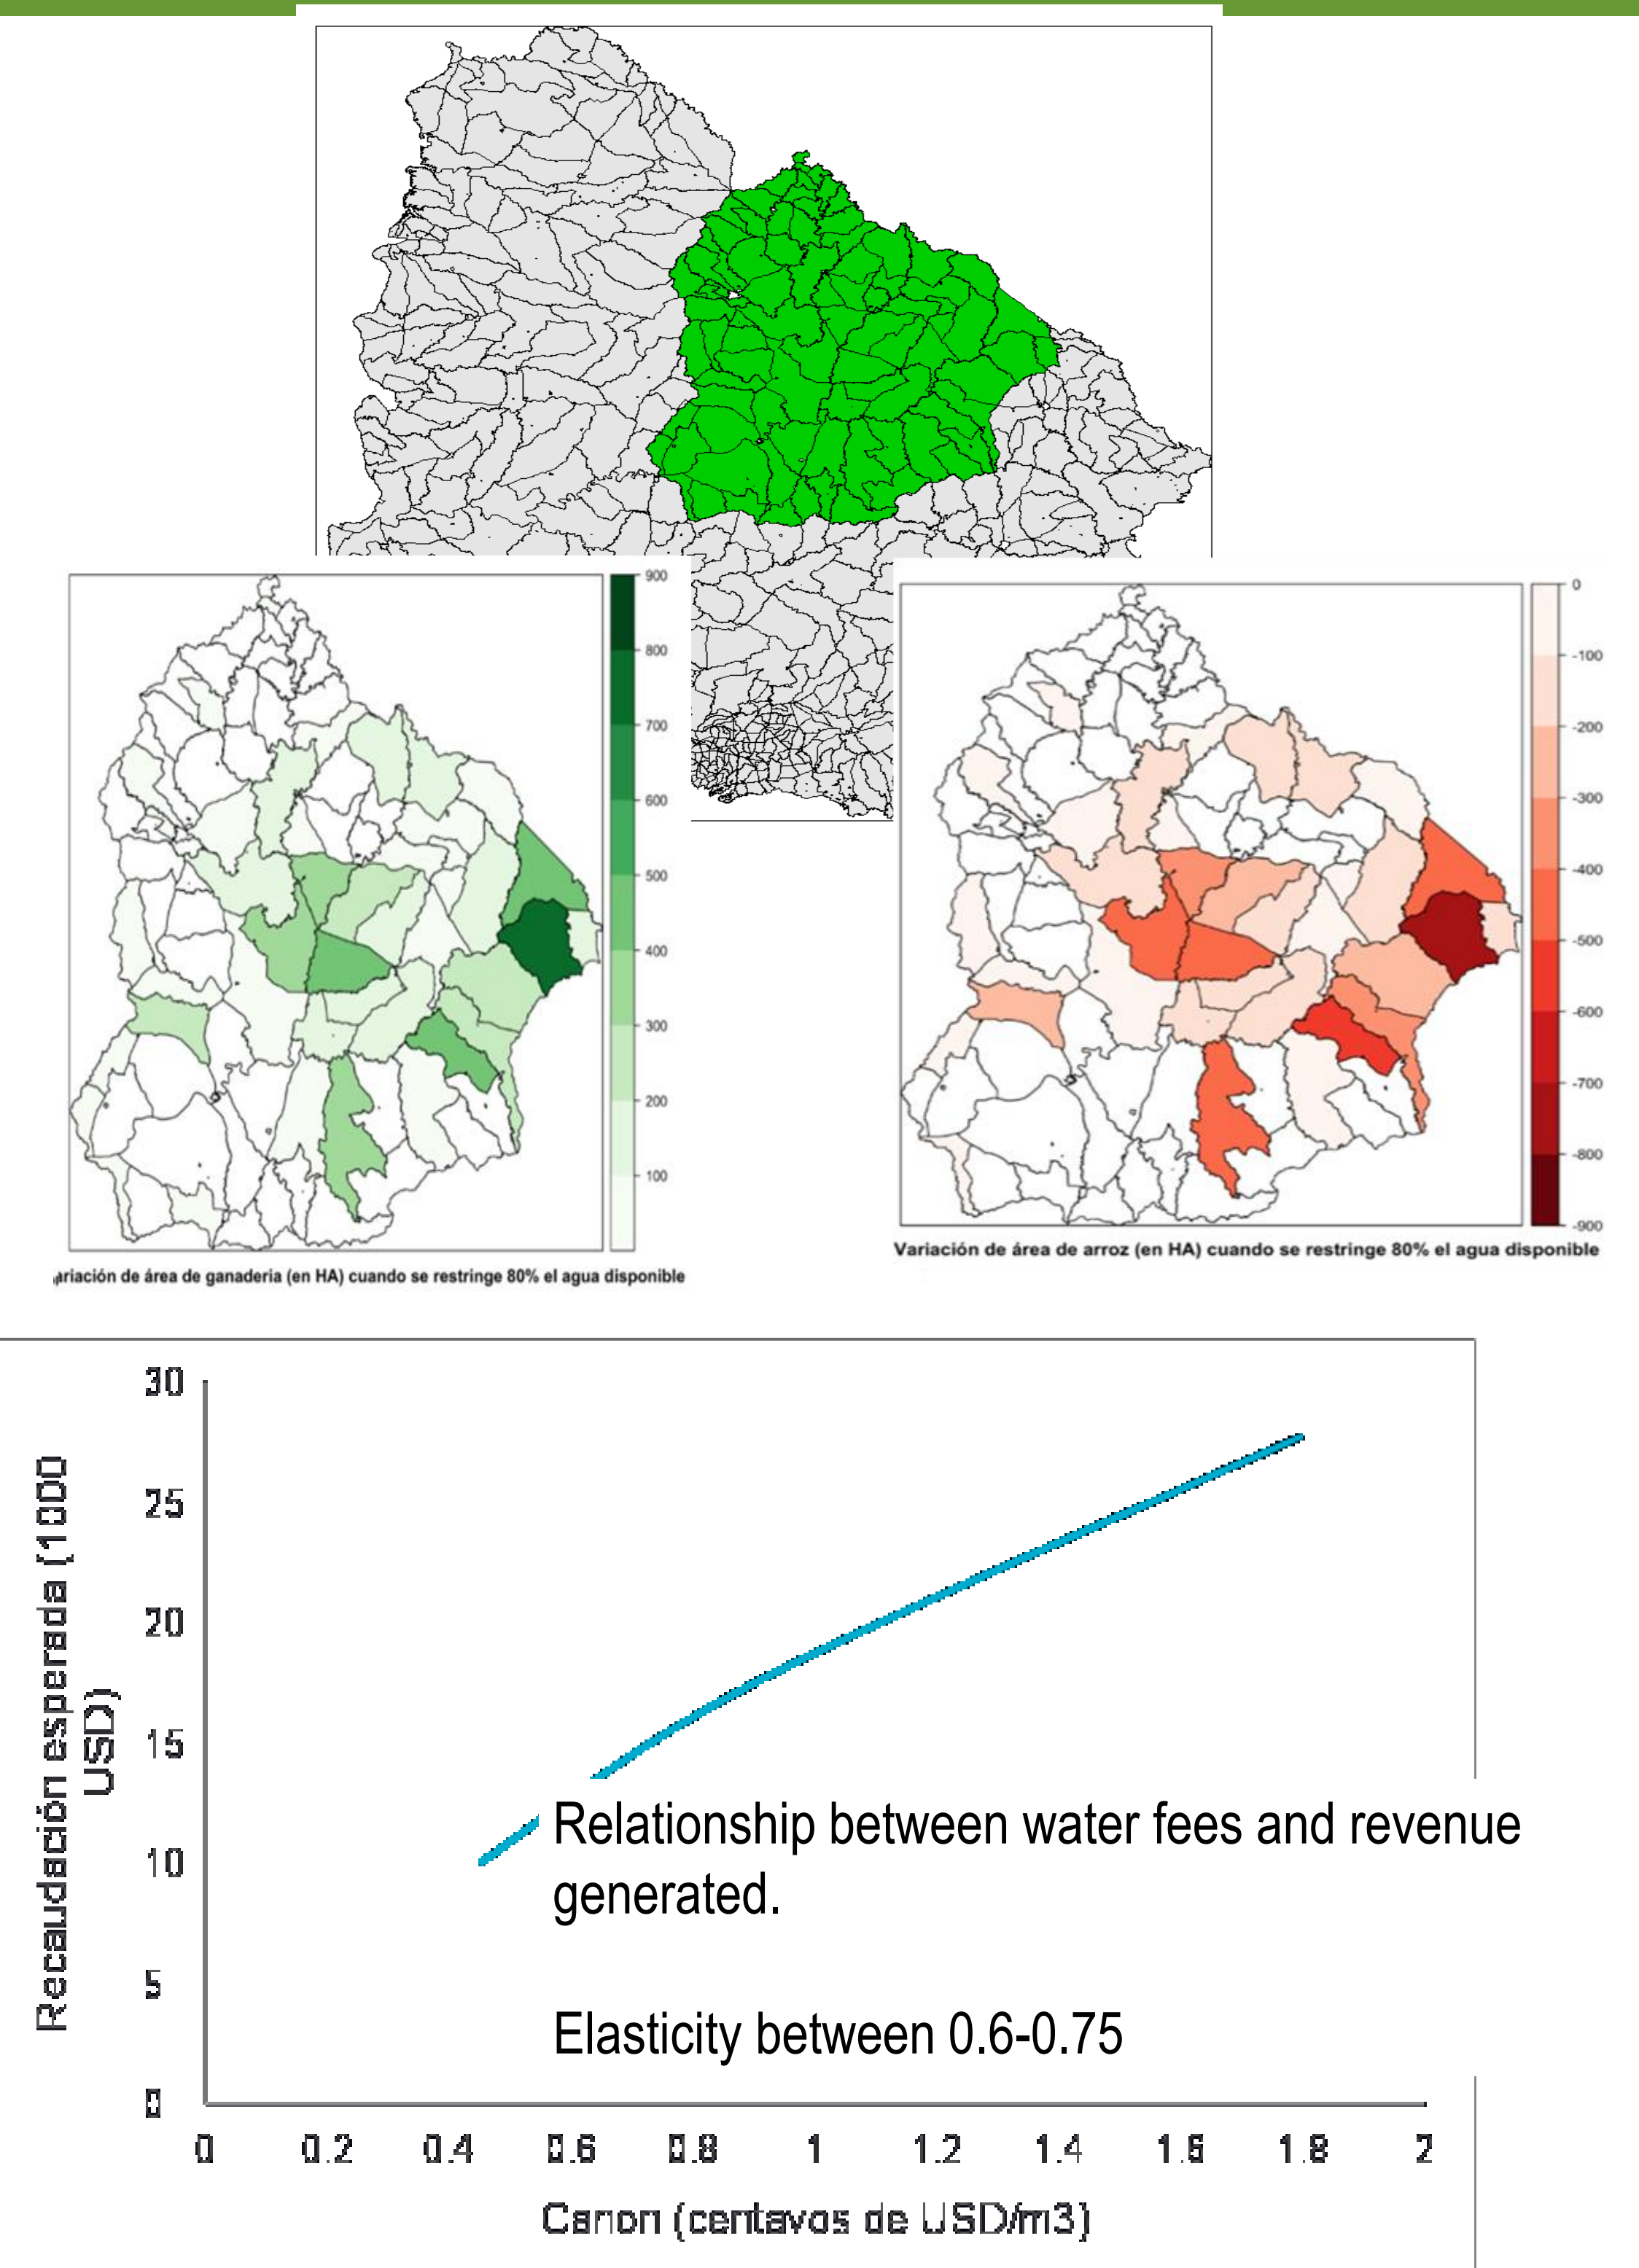 900
800
700
600
500
400
300
200
100
ariación de área de ganaderia (en HA) cuando se restringe 80% el agua disponible
0
-100
-200
-300
-400
-500
-600
-700
-800
-900
Variación de área de arroz (en HA) cuando se restringe 80% el agua disponible
Recaudación esperada (1000
USD)
30
25
20
15
10
5
0
Relationship between water fees and revenue
generated.
Elasticity between 0.6-0.75
0 0.2 0.4 0.6 0.8 1 1.2 1.4 1.6 1.8 2
Canon (centavos de USD/m3)